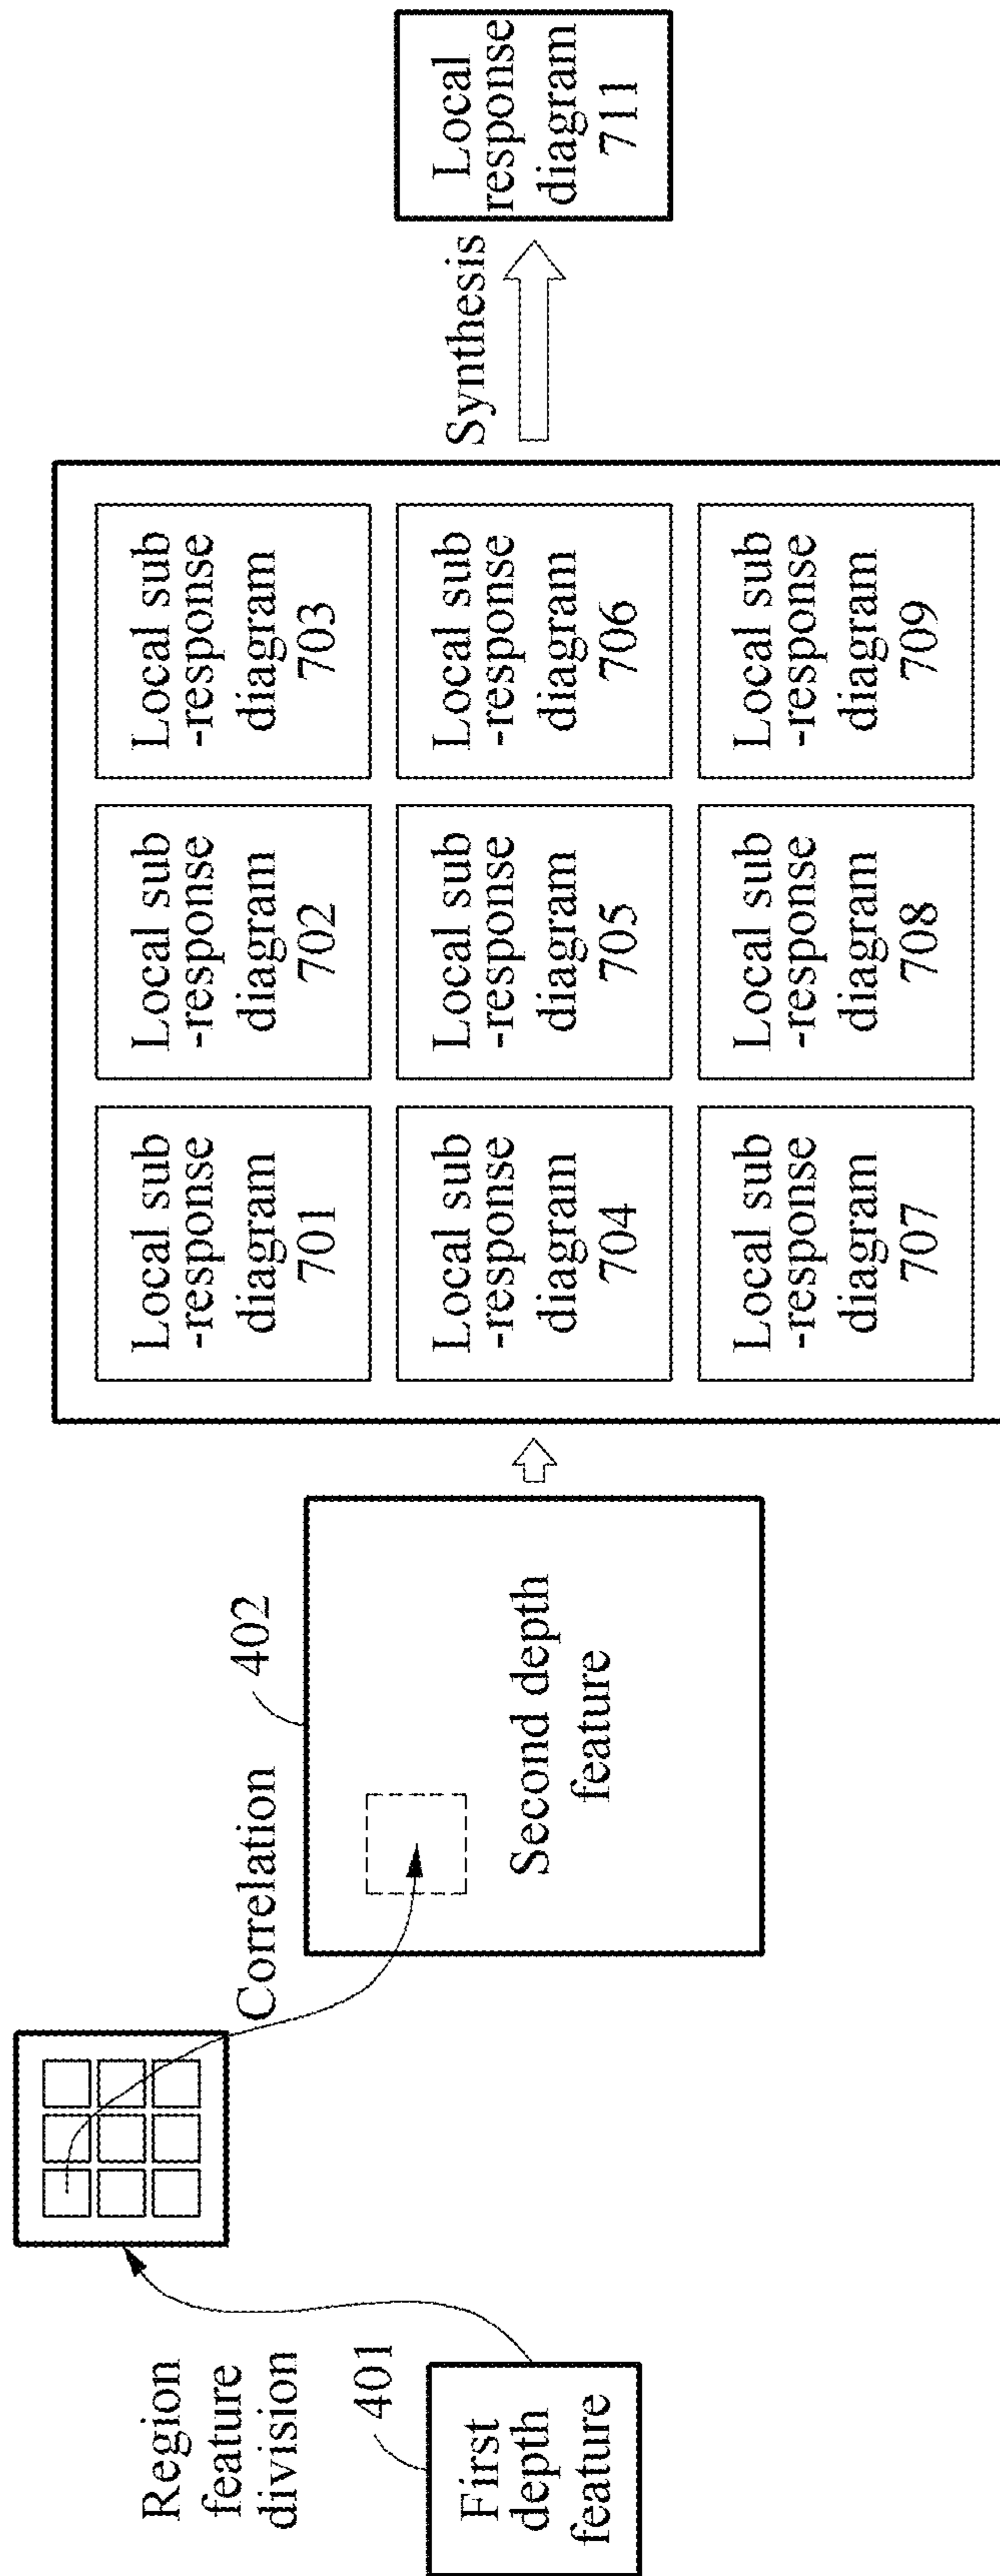 Region
feature
division
401
First
depth
feature
Correlation
402
Second depth
feature
Local sub
-response
diagram
701
Local sub
-response
diagram
702
Local sub
-response
diagram
703
Local sub
-response
diagram
704
Local sub
-response
diagram
705
Local sub
-response
diagram
706
Local sub
-response
diagram
707
Local sub
-response
diagram
708
Local sub
-response
diagram
709
Synthesis
Local
response
diagram
711